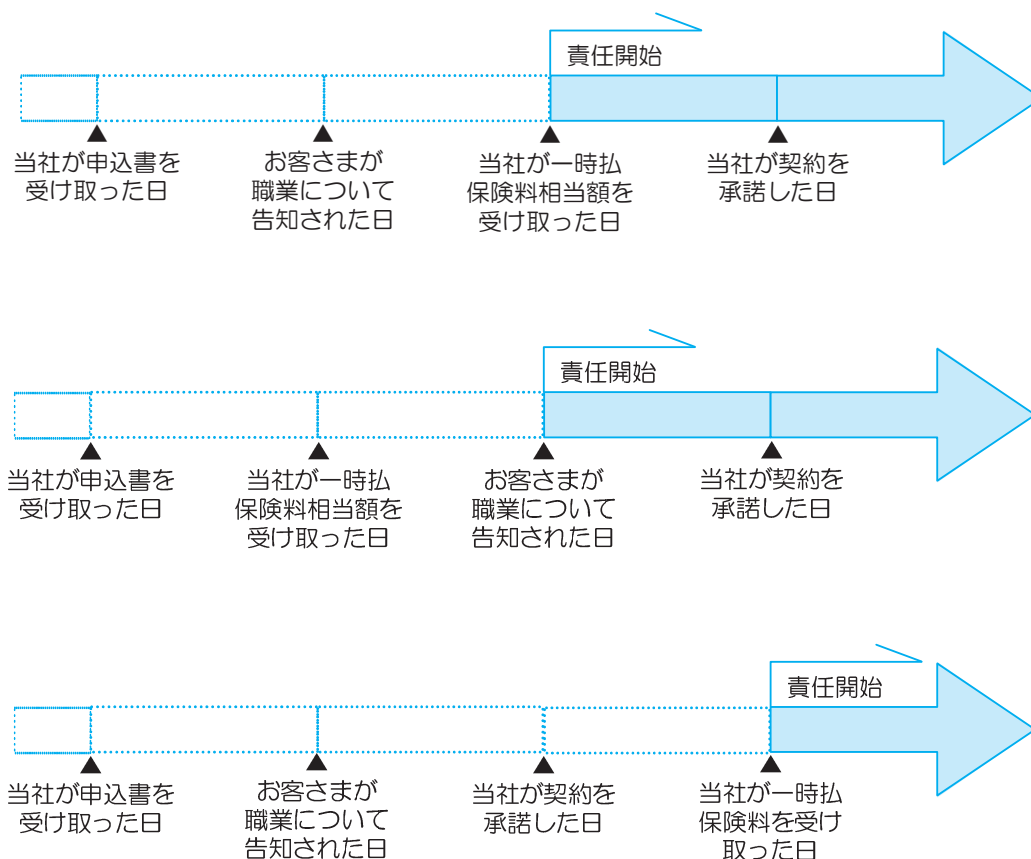 責任開始
当社が申込書を
受け取った日
お客さまが
職業について
告知された日
当社が一時払
保険料相当額を
受け取った日
当社が契約を
承諾した日
責任開始
当社が申込書を
受け取った日
当社が一時払
保険料相当額を
受け取った日
お客さまが
職業について
告知された日
当社が契約を
承諾した日
責任開始
当社が申込書を
受け取った日
お客さまが
職業について
告知された日
当社が契約を
承諾した日
当社が一時払
保険料を受け
取った日